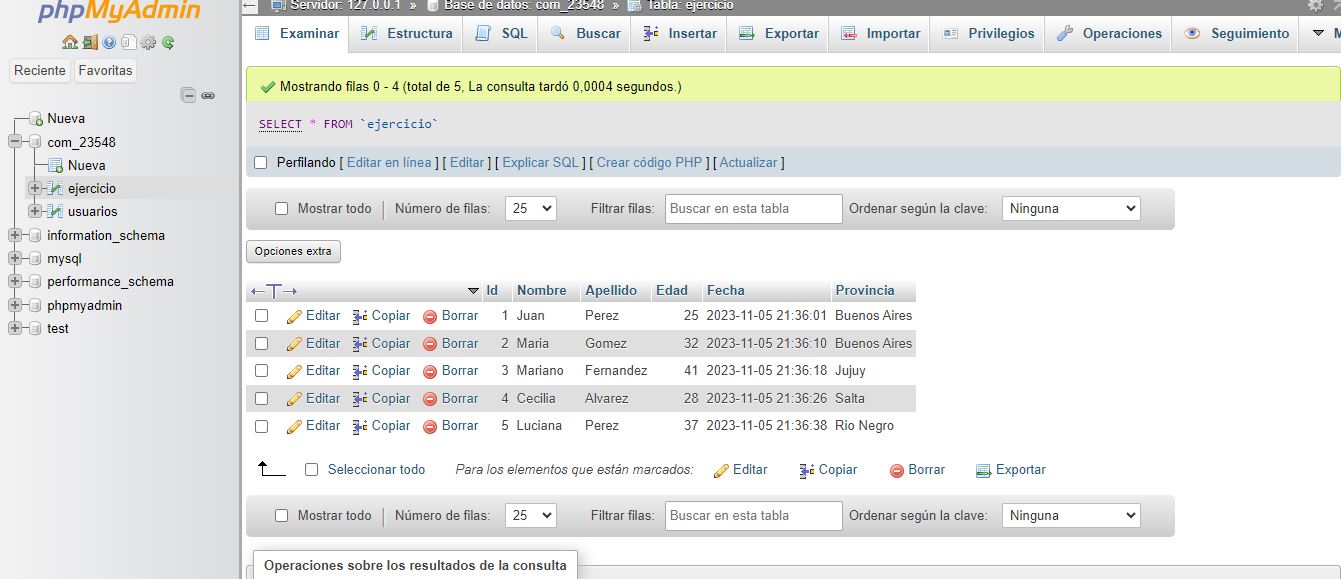 phpMyAdmin
Servidor: 127.0.0.1 » Base de datos: com_23548 » Tabla: ejercicio
Examinar Estructura SQL Buscar Insertar Exportar Importar Privilegios Operaciones Seguimiento
Reciente Favoritas
Nueva
com_23548
Nueva
ejercicio
usuarios
information_schema
mysql
performance_schema
phpmyadmin
test
Mostrando filas 0 - 4 (total de 5, La consulta tardó 0,0004 segundos.)
SELECT * FROM `ejercicio`
Perfilando [ Editar en línea ] [ Editar ] [ Explicar SQL ] [ Crear código PHP ] [ Actualizar ]
Mostrar todo | Número de filas: 25 Filtrar filas: Buscar en esta tabla Ordenar según la clave: Ninguna
Opciones extra
←T→ Id Nombre Apellido Edad Fecha Provincia
Editar Copiar Borrar 1 Juan Perez 25 2023-11-05 21:36:01 Buenos Aires
Editar Copiar Borrar 2 Maria Gomez 32 2023-11-05 21:36:10 Buenos Aires
Editar Copiar Borrar 3 Mariano Fernandez 41 2023-11-05 21:36:18 Jujuy
Editar Copiar Borrar 4 Cecilia Alvarez 28 2023-11-05 21:36:26 Salta
Editar Copiar Borrar 5 Luciana Perez 37 2023-11-05 21:36:38 Rio Negro
Seleccionar todo Para los elementos que están marcados: Editar Copiar Borrar Exportar
Mostrar todo | Número de filas: 25 Filtrar filas: Buscar en esta tabla Ordenar según la clave: Ninguna
Operaciones sobre los resultados de la consulta